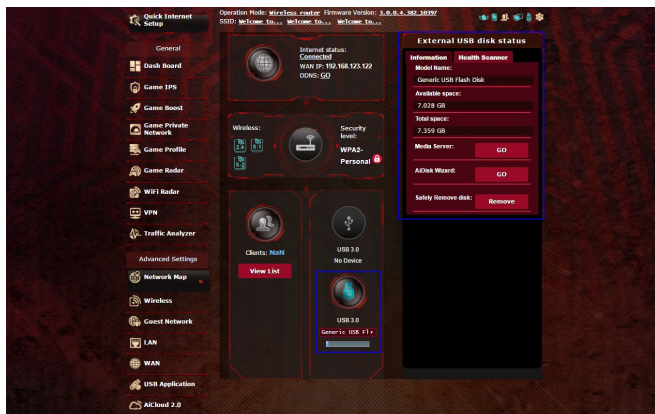 Quick Internet
Setup
General
Dash Board
Game IPS
Game Boost
Game Private
Network
Game Profile
Game Radar
WiFi Radar
VPN
Traffic Analyzer
Advanced Settings
Network Map
Wireless
Guest Network
LAN
WAN
USB Application
AiCloud 2.0
Operation Mode: Wireless router Firmware Version: 3.0.0.4.382_10397
SSID: Welcome to... Welcome to... Welcome to...
Internet status:
Connected
WAN IP: 192.168.123.122
DDNS: GO
Wireless:
2.4 5-1
5-2
Security
level:
WPA2-
Personal
Clients: NaN
View List
USB 3.0
No Device
USB 3.0
Generic USB Fl
External USB disk status
Information Health Scanner
Model Name:
Generic USB Flash Disk
Available space:
7.028 GB
Total space:
7.359 GB
Media Server: GO
AiDisk Wizard: GO
Safely Remove disk: Remove